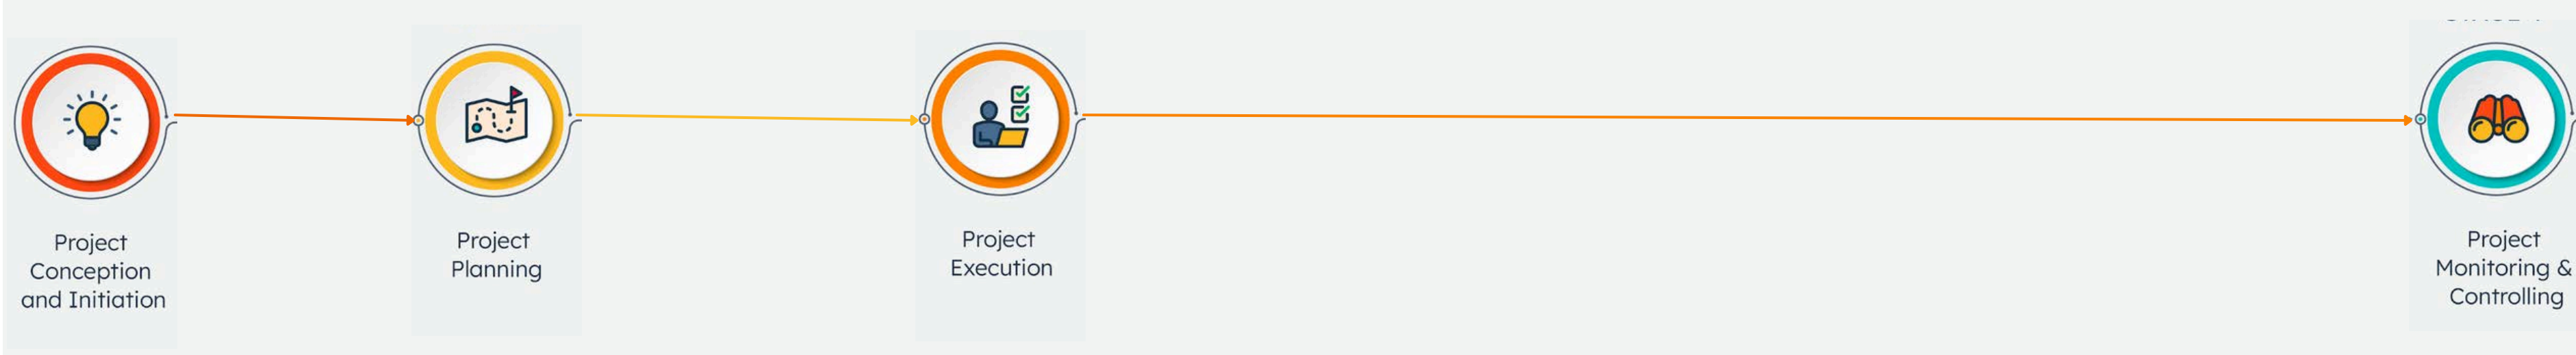 Project
Conception
and Initiation
Project
Planning
Project
Execution
Project
Monitoring &
Controlling